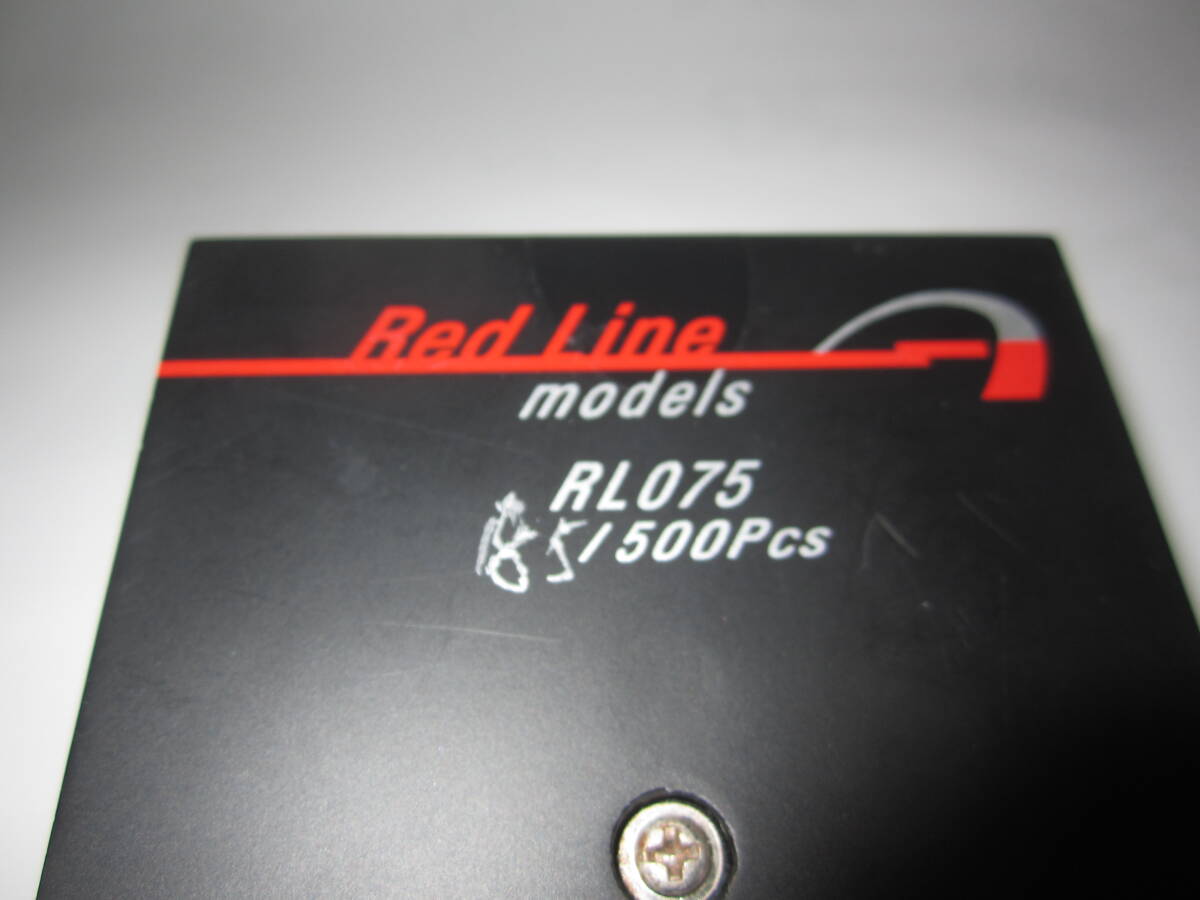 Red Line
models
RL075
185/500Pcs